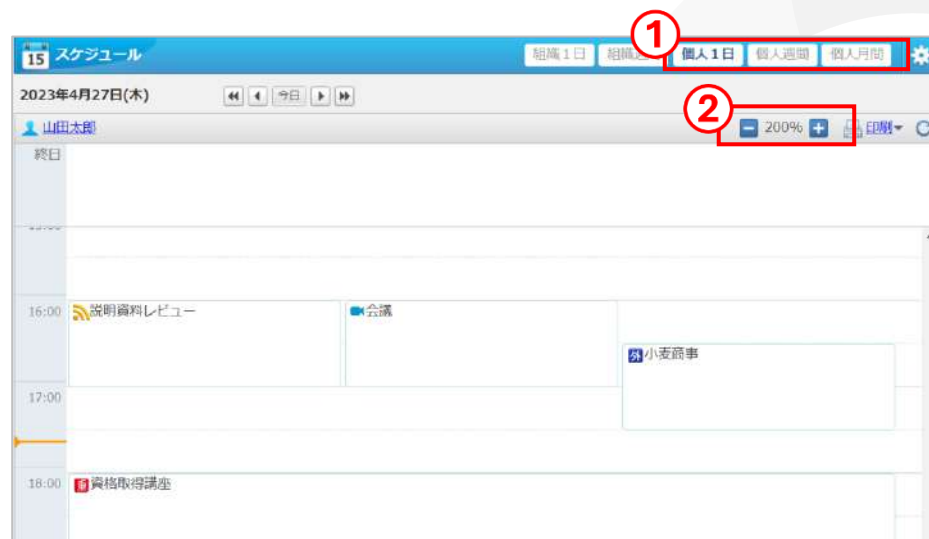 ①
15 スケジュール 組織1日 組織週 個人1日 個人週間 個人月間
2023年4月27日(木) 今日
②
山田太郎 200% 印刷
終日
16:00 説明資料レビュー 会議
外 小麦商事
17:00
18:00 資格取得講座